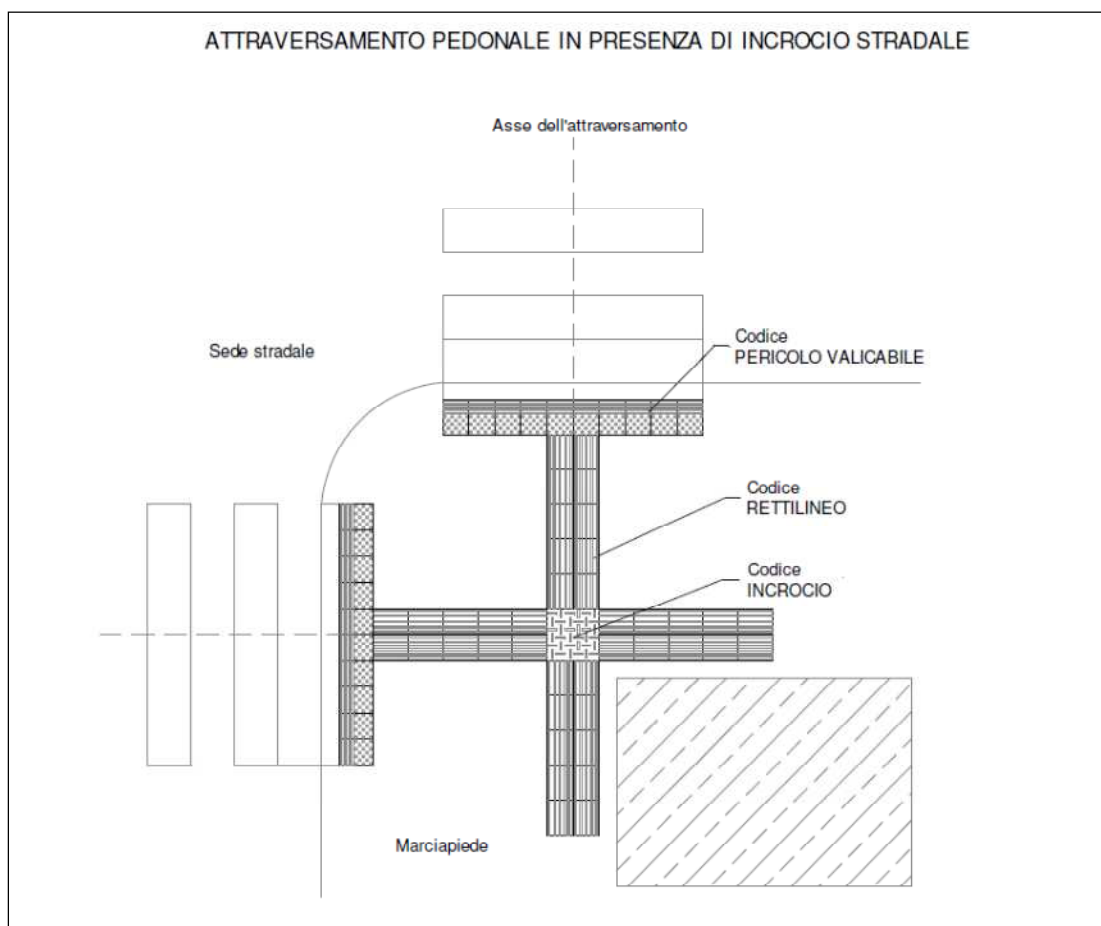 ATTRAVERSAMENTO PEDONALE IN PRESENZA DI INCROCIO STRADALE
Asse dell'attraversamento
Codice
PERICOLO VALICABILE
Sede stradale
Codice
RETTILINEO
Codice
INCROCIO
Marciapiede